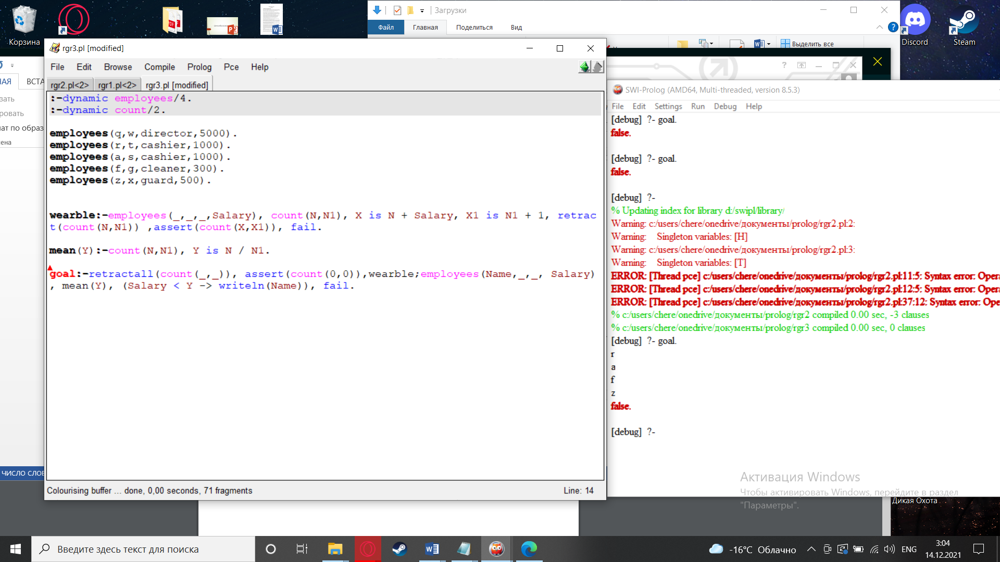 Корзина
Загрузки
Файл
Главная
Поделиться
Вид
Выделить все
Discord
Steam
rgr3.pl [modified]
File Edit Browse Compile Prolog Pce Help
rgr2.pl<2> rgr1.pl<2> rgr3.pl [modified]
:-dynamic employees/4.
:-dynamic count/2.
employees(q,w,director,5000).
employees(r,t,cashier,1000).
employees(a,s,cashier,1000).
employees(f,g,cleaner,300).
employees(z,x,guard,500).
wearble:-employees(_,_,_,Salary), count(N,N1), X is N + Salary, X1 is N1 + 1, retrac
t(count(N,N1)) ,assert(count(X,X1)), fail.
mean(Y):-count(N,N1), Y is N / N1.
goal:-retractall(count(_,_)), assert(count(0,0)),wearble;employees(Name,_,_, Salary)
, mean(Y), (Salary < Y -> writeln(Name)), fail.
Colourising buffer ... done, 0,00 seconds, 71 fragments
Line: 14
АЯ
ВСТА
зать
ровать
ат по образ
ена
ЧИСЛО СЛОВ
SWI-Prolog (AMD64, Multi-threaded, version 8.5.3)
File Edit Settings Run Debug Help
[debug] ?- goal.
false.
[debug] ?- goal.
false.
[debug] ?-
% Updating index for library d:/swipl/library/
Warning: c:/users/chere/onedrive/документы/prolog/rgr2.pl:2:
Warning: Singleton variables: [H]
Warning: c:/users/chere/onedrive/документы/prolog/rgr2.pl:3:
Warning: Singleton variables: [T]
ERROR: [Thread pce] c:/users/chere/onedrive/документы/prolog/rgr2.pl:11:5: Syntax error: Opera
ERROR: [Thread pce] c:/users/chere/onedrive/документы/prolog/rgr2.pl:12:5: Syntax error: Opera
ERROR: [Thread pce] c:/users/chere/onedrive/документы/prolog/rgr2.pl:37:12: Syntax error: Ope
% c:/users/chere/onedrive/документы/prolog/rgr2 compiled 0.00 sec, -3 clauses
% c:/users/chere/onedrive/документы/prolog/rgr3 compiled 0.00 sec, 0 clauses
[debug] ?- goal.
r
a
f
z
false.
[debug] ?-
Активация Windows
Чтобы активировать Windows, перейдите в раздел
"Параметры".
Дикая Охота
Введите здесь текст для поиска
-16°C Облачно
ENG
3:04
14.12.2021